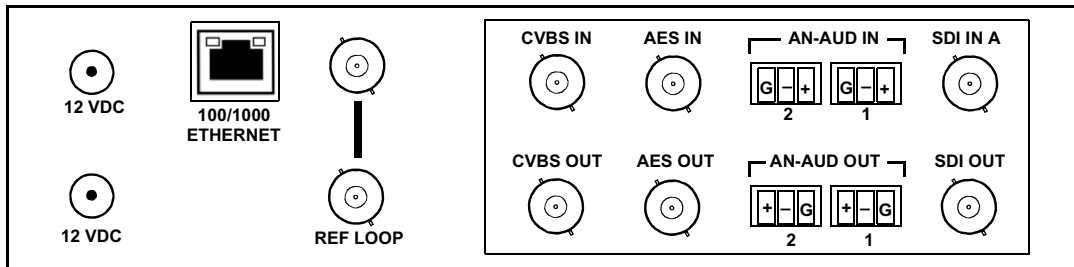 CVBS IN AES IN AN-AUD IN SDI IN A
G – + G – +
2 1
12 VDC
100/1000
ETHERNET
CVBS OUT AES OUT AN-AUD OUT SDI OUT
+ – G + – G
2 1
12 VDC
REF LOOP